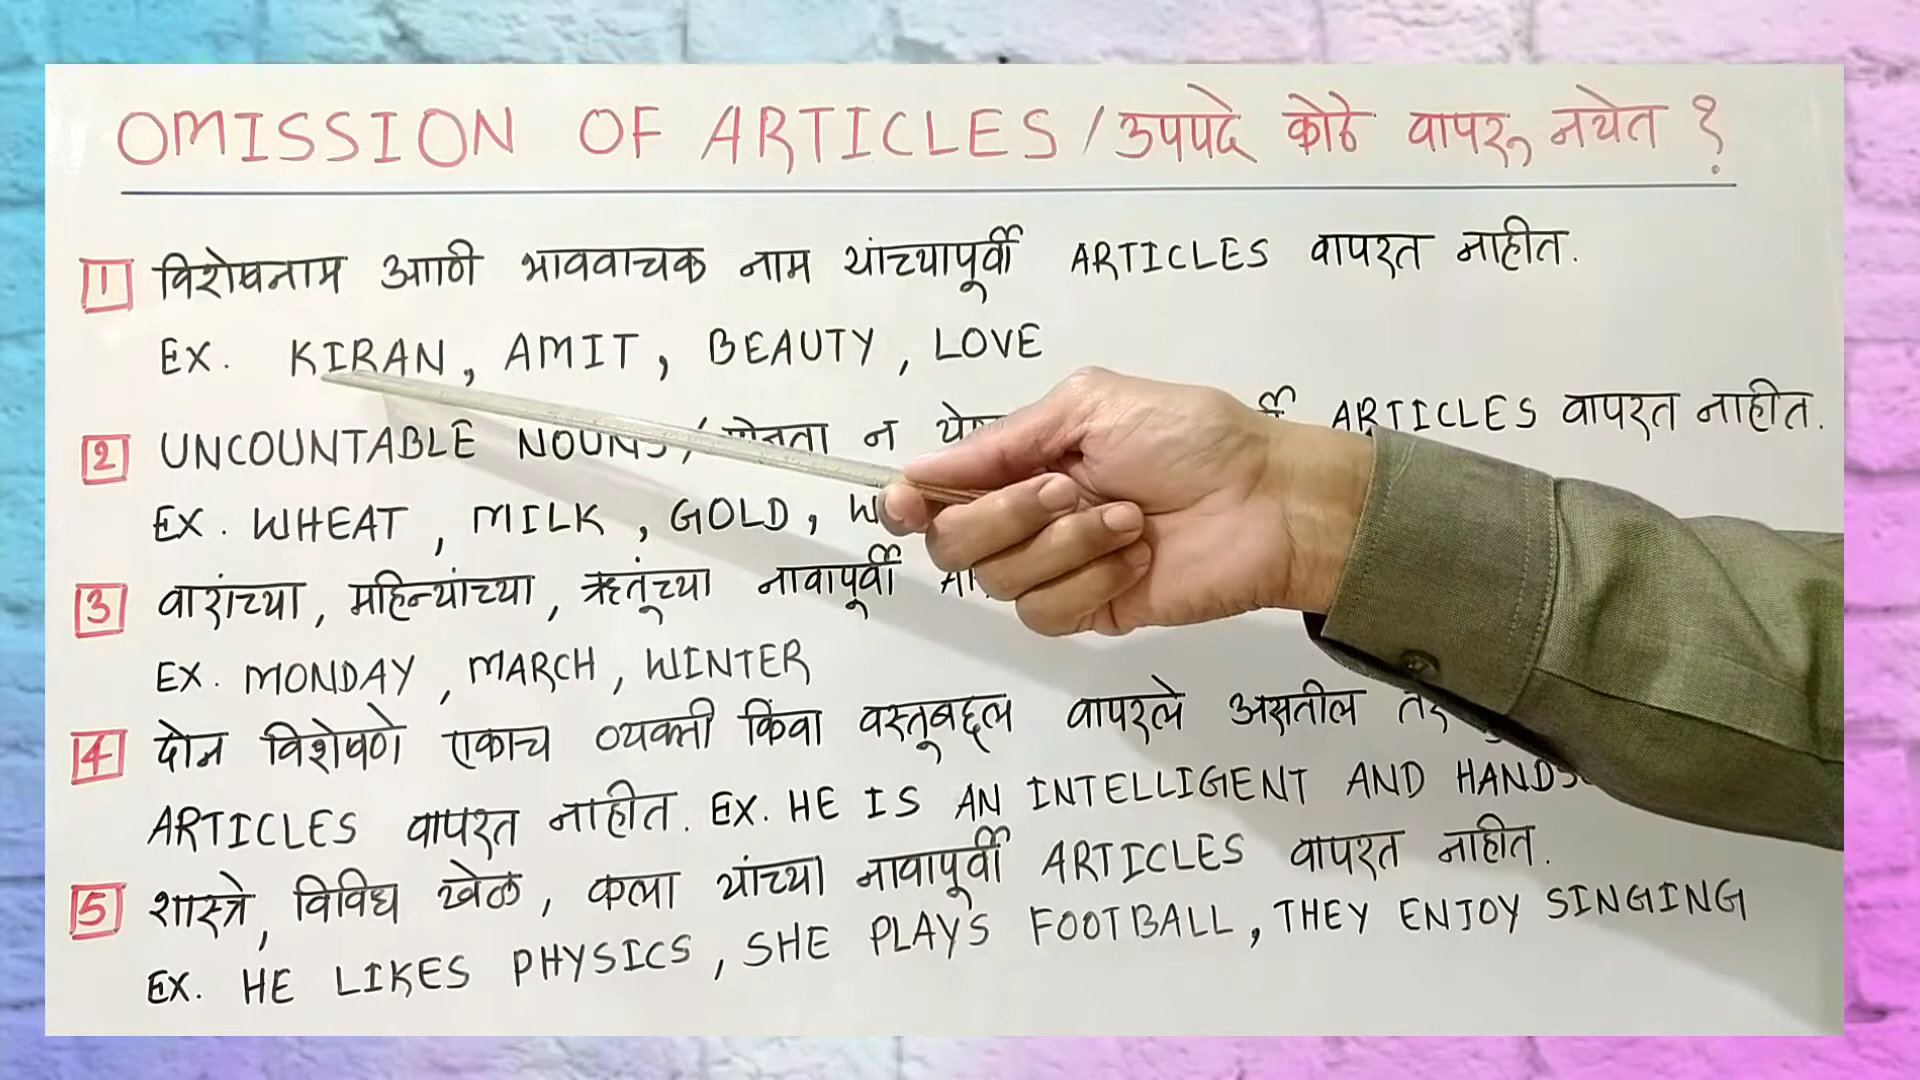 OMISSION OF ARTICLES / उपपदे कोठे वापरू नयेत ?
1 विशेषनाम आणि भाववाचक नाम यांच्यापूर्वी ARTICLES वापरत नाहीत.
EX. KIRAN, AMIT, BEAUTY, LOVE
2 UNCOUNTABLE NOUNS / न ARTICLES वापरत नाहीत.
EX. WHEAT, MILK, GOLD,
3 वारांच्या, महिन्यांच्या, ऋतूंच्या नावापूर्वी
EX. MONDAY, MARCH, WINTER
4 दोन विशेषणे एकाच व्यक्ती किंवा वस्तूबद्दल वापरले असतील
ARTICLES वापरत नाहीत. EX. HE IS AN INTELLIGENT AND
5 शास्त्रे, विविध खेळ, कला यांच्या नावापूर्वी ARTICLES वापरत नाहीत.
EX. HE LIKES PHYSICS, SHE PLAYS FOOTBALL, THEY ENJOY SINGING